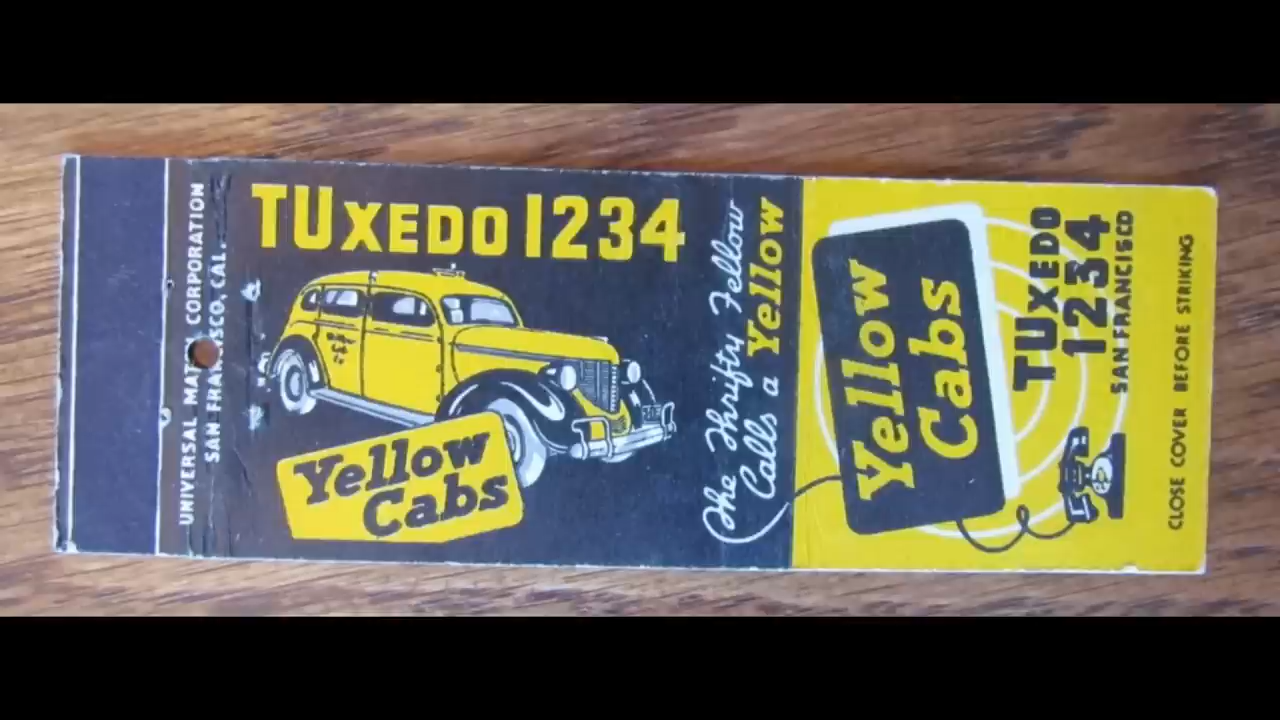 UNIVERSAL MATCH CORPORATION
SAN FRANCISCO, CAL.
TUXEDO 1234
Yellow
Cabs
The Thrifty Fellow
Calls a Yellow
Yellow
Cabs
TUXEDO
1234
SAN FRANCISCO
CLOSE COVER BEFORE STRIKING